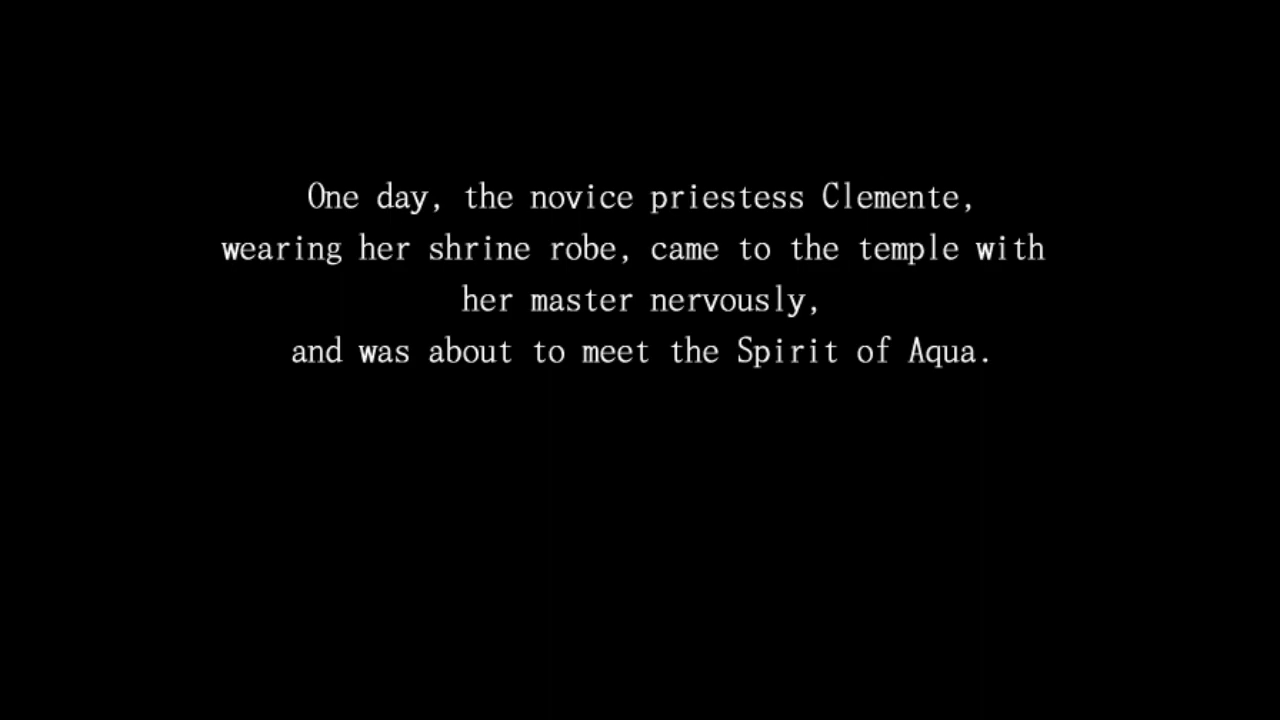 One day, the novice priestess Clemente,
wearing her shrine robe, came to the temple with
her master nervously,
and was about to meet the Spirit of Aqua.